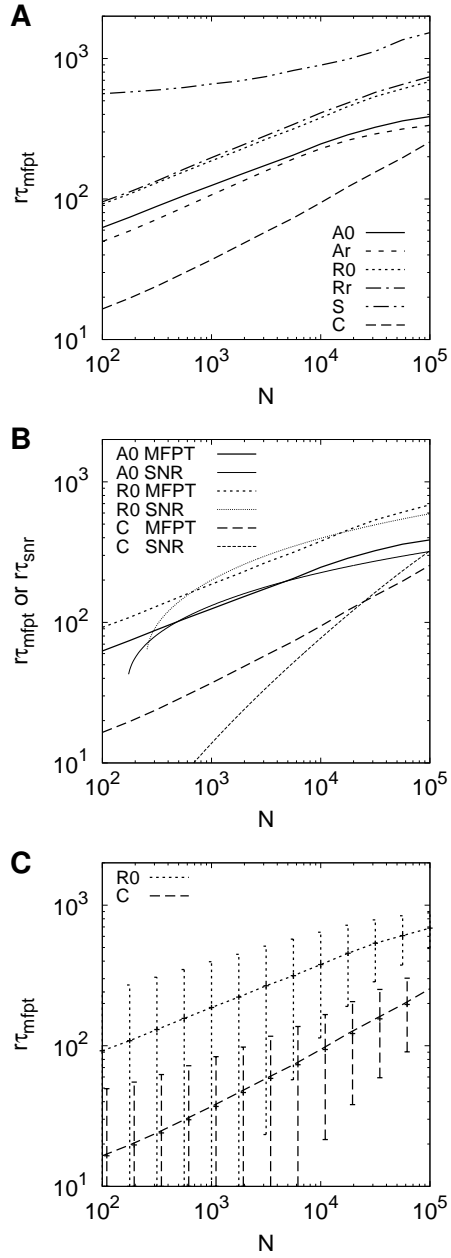 A
10³
10²
10¹
rτmfpt
A0
Ar
R0
Rr
S
C
10² 10³ 10⁴ 10⁵
N
B
A0 MFPT
A0 SNR
R0 MFPT
R0 SNR
C MFPT
C SNR
10³
10²
10¹
rτmfpt or rτsnr
10² 10³ 10⁴ 10⁵
N
C
R0
C
10³
10²
10¹
rτmfpt
10² 10³ 10⁴ 10⁵
N